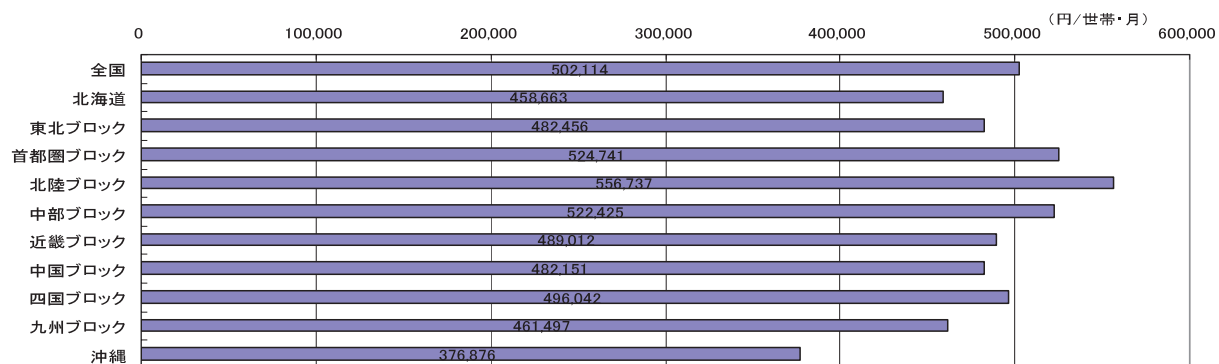 （円/世帯・月）
0 100,000 200,000 300,000 400,000 500,000 600,000
全国 502,114
北海道 458,663
東北ブロック 482,456
首都圏ブロック 524,741
北陸ブロック 556,737
中部ブロック 522,425
近畿ブロック 489,012
中国ブロック 482,151
四国ブロック 496,042
九州ブロック 461,497
沖縄 376,876